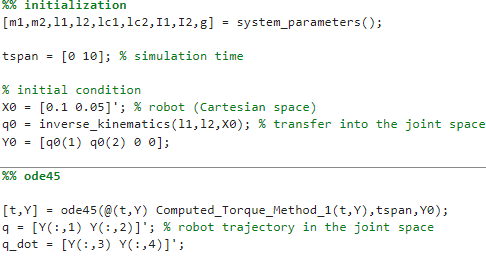 %% initialization
[m1,m2,l1,l2,lc1,lc2,I1,I2,g] = system_parameters();
tspan = [0 10]; % simulation time
% initial condition
X0 = [0.1 0.05]'; % robot (Cartesian space)
q0 = inverse_kinematics(l1,l2,X0); % transfer into the joint space
Y0 = [q0(1) q0(2) 0 0];
%% ode45
[t,Y] = ode45(@(t,Y) Computed_Torque_Method_1(t,Y),tspan,Y0);
q = [Y(:,1) Y(:,2)]'; % robot trajectory in the joint space
q_dot = [Y(:,3) Y(:,4)]';